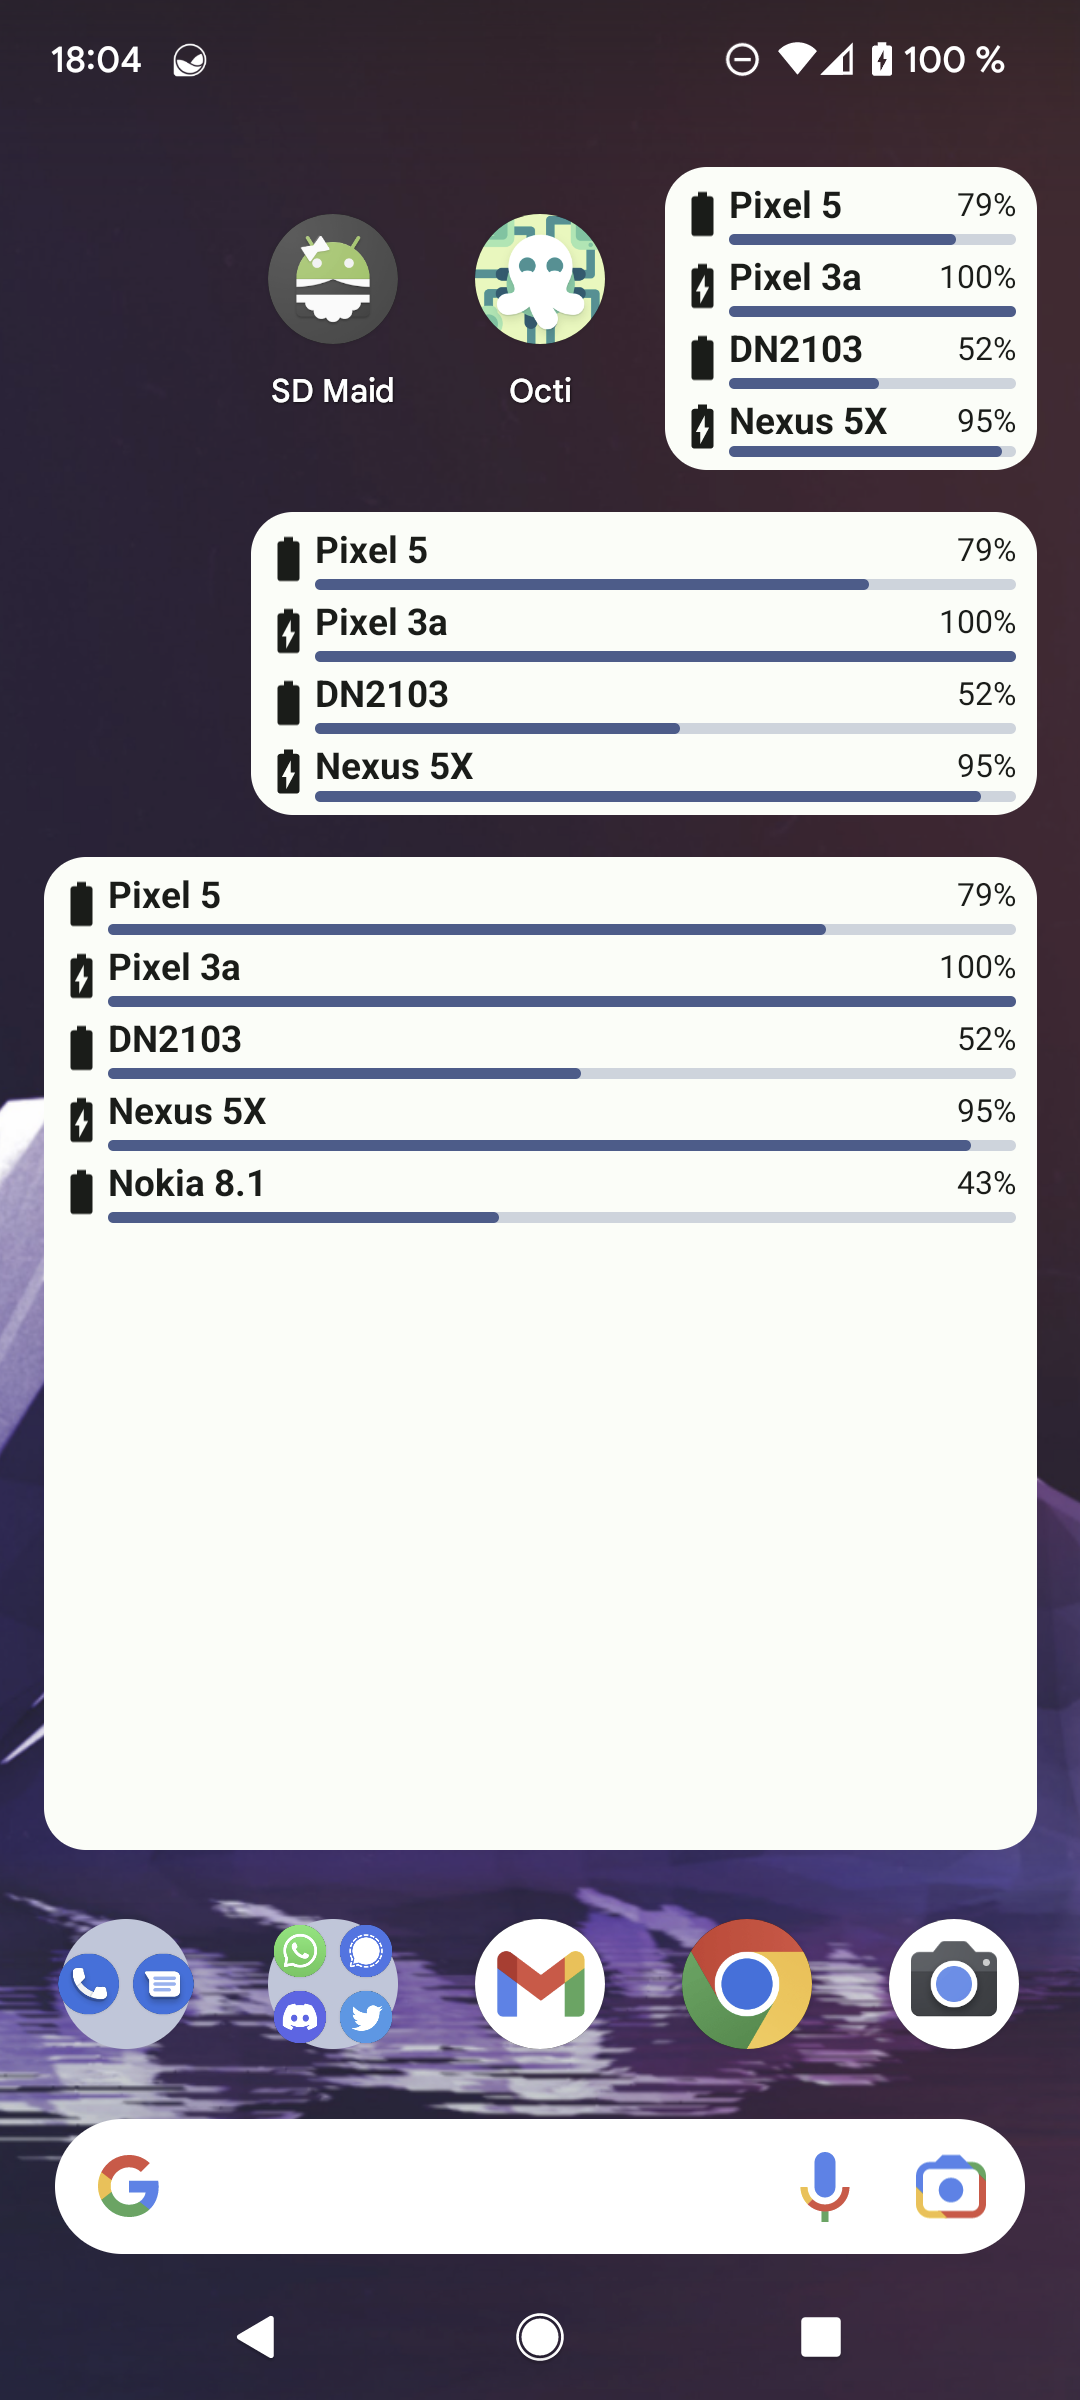 18:04 100 %
Pixel 5 79%
Pixel 3a 100%
DN2103 52%
Nexus 5X 95%
SD Maid Octi
Pixel 5 79%
Pixel 3a 100%
DN2103 52%
Nexus 5X 95%
Pixel 5 79%
Pixel 3a 100%
DN2103 52%
Nexus 5X 95%
Nokia 8.1 43%